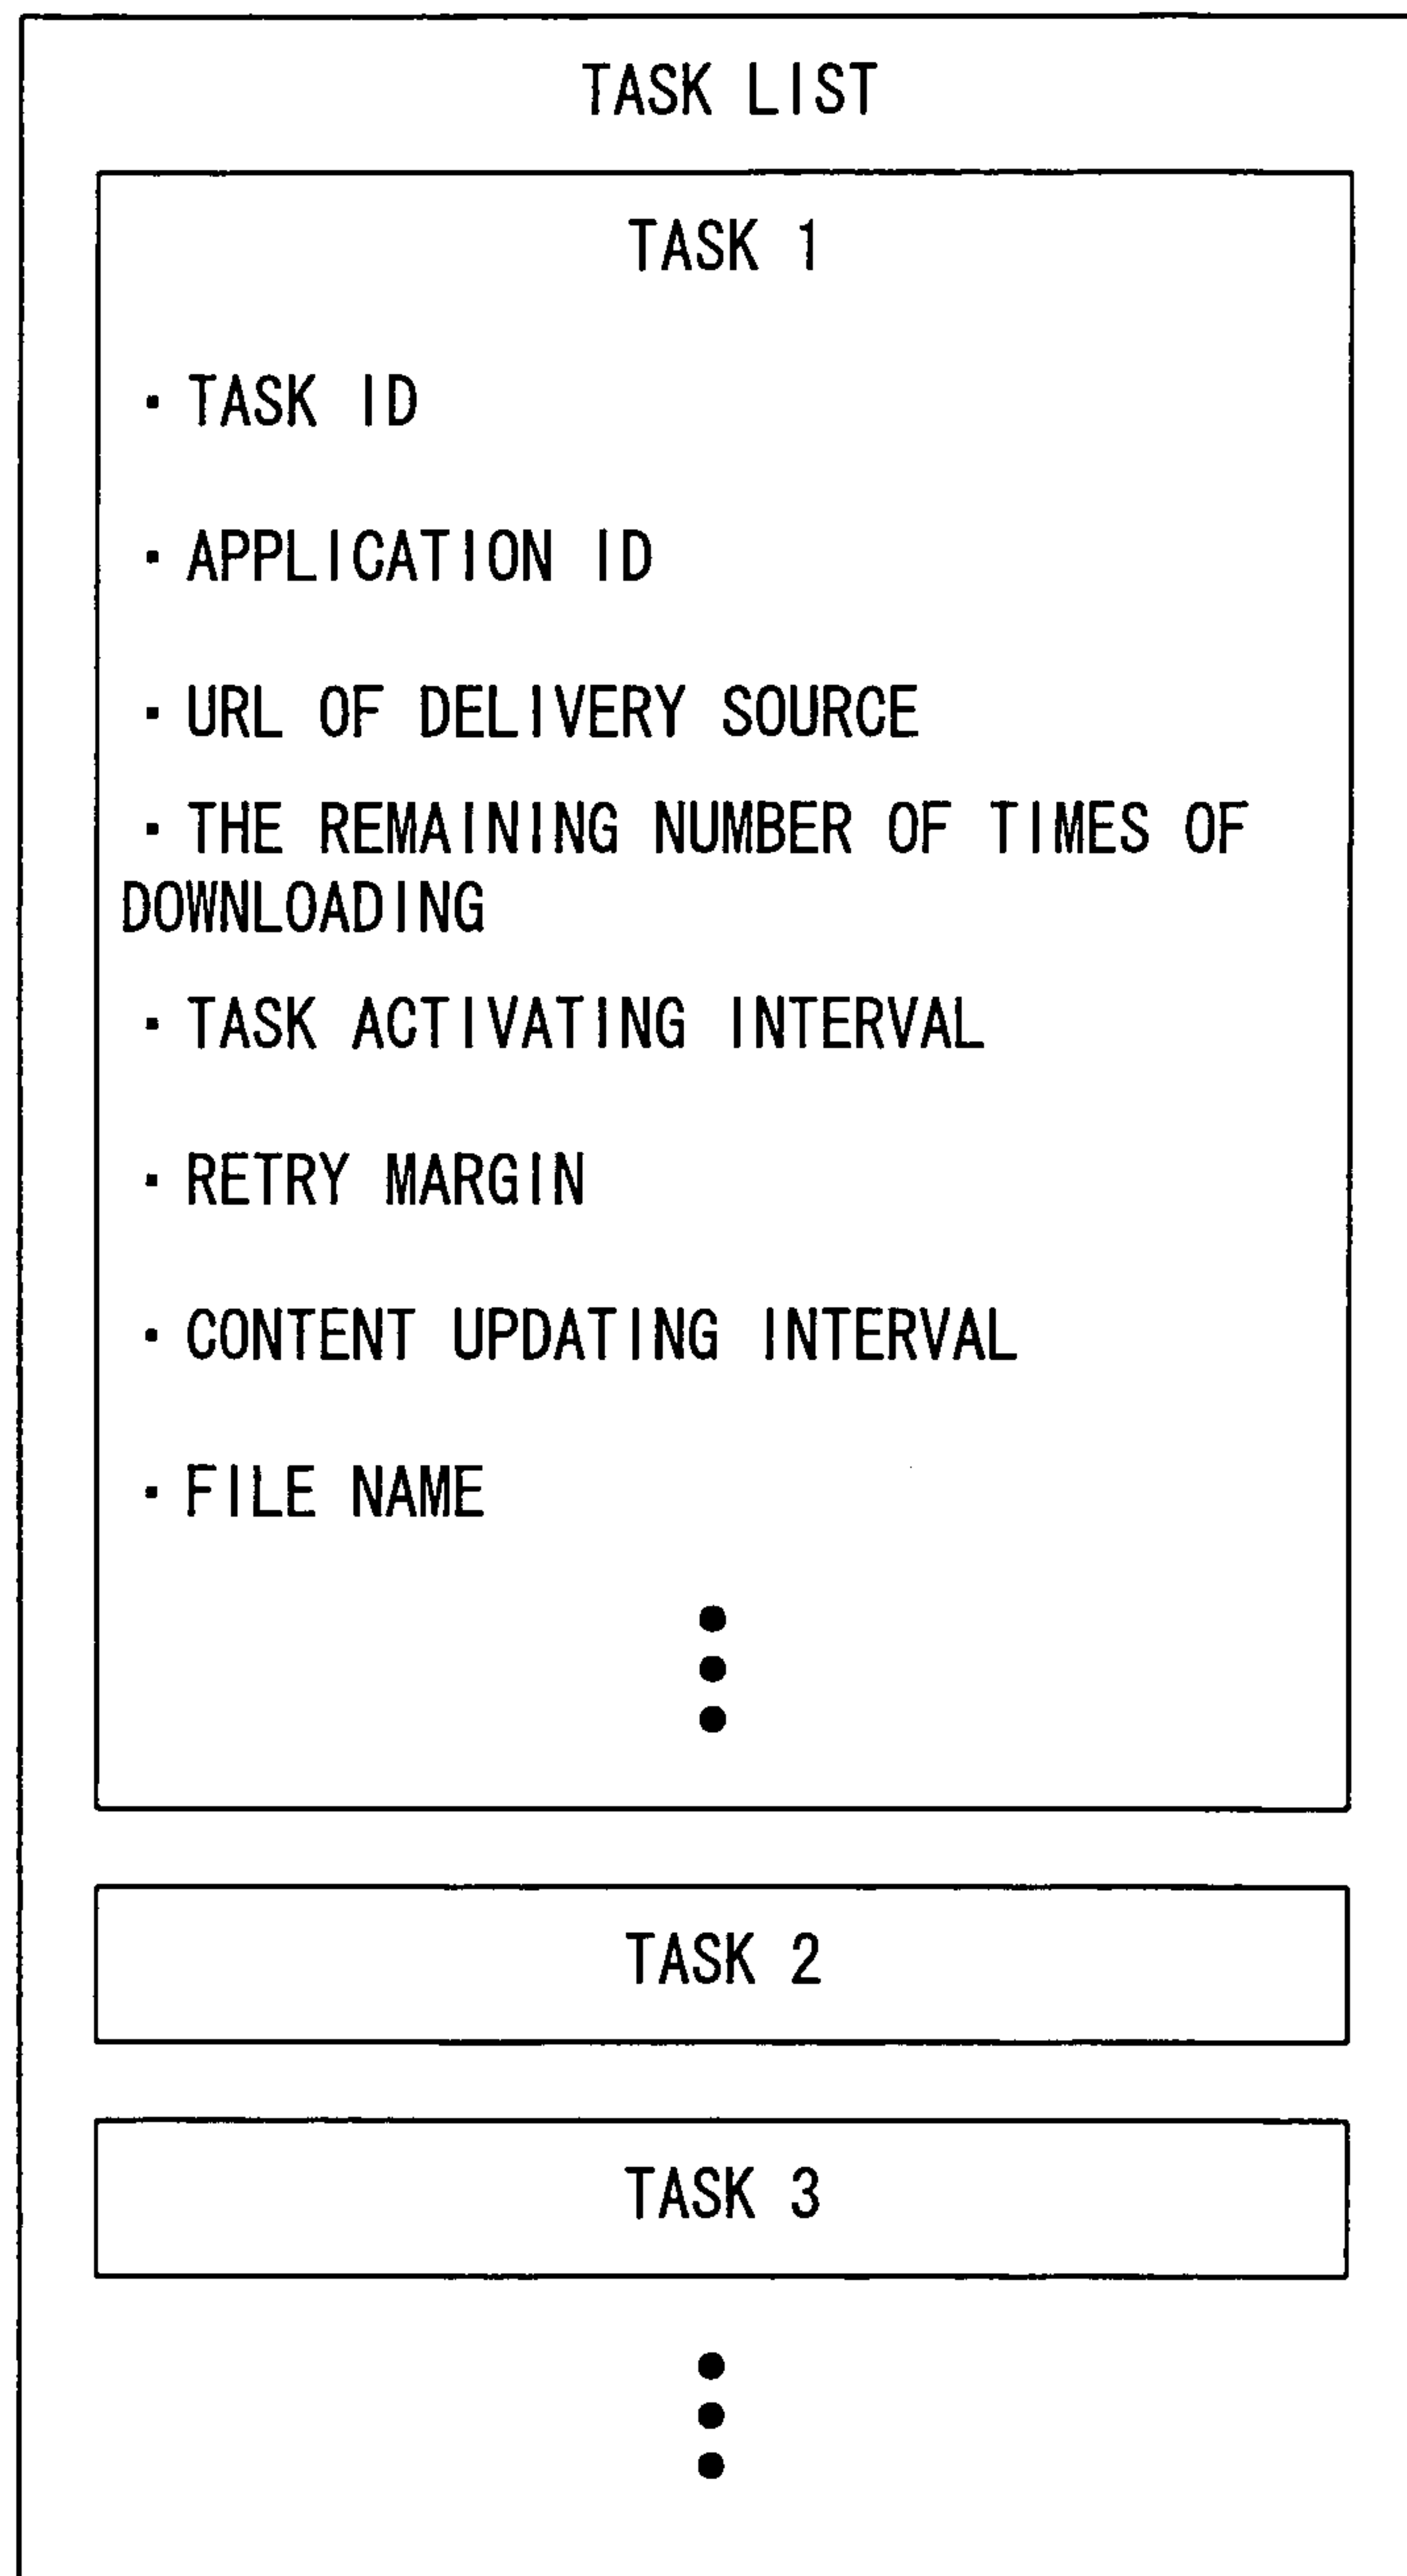 TASK LIST
TASK 1
・TASK ID
・APPLICATION ID
・URL OF DELIVERY SOURCE
・THE REMAINING NUMBER OF TIMES OF
DOWNLOADING
・TASK ACTIVATING INTERVAL
・RETRY MARGIN
・CONTENT UPDATING INTERVAL
・FILE NAME
TASK 2
TASK 3